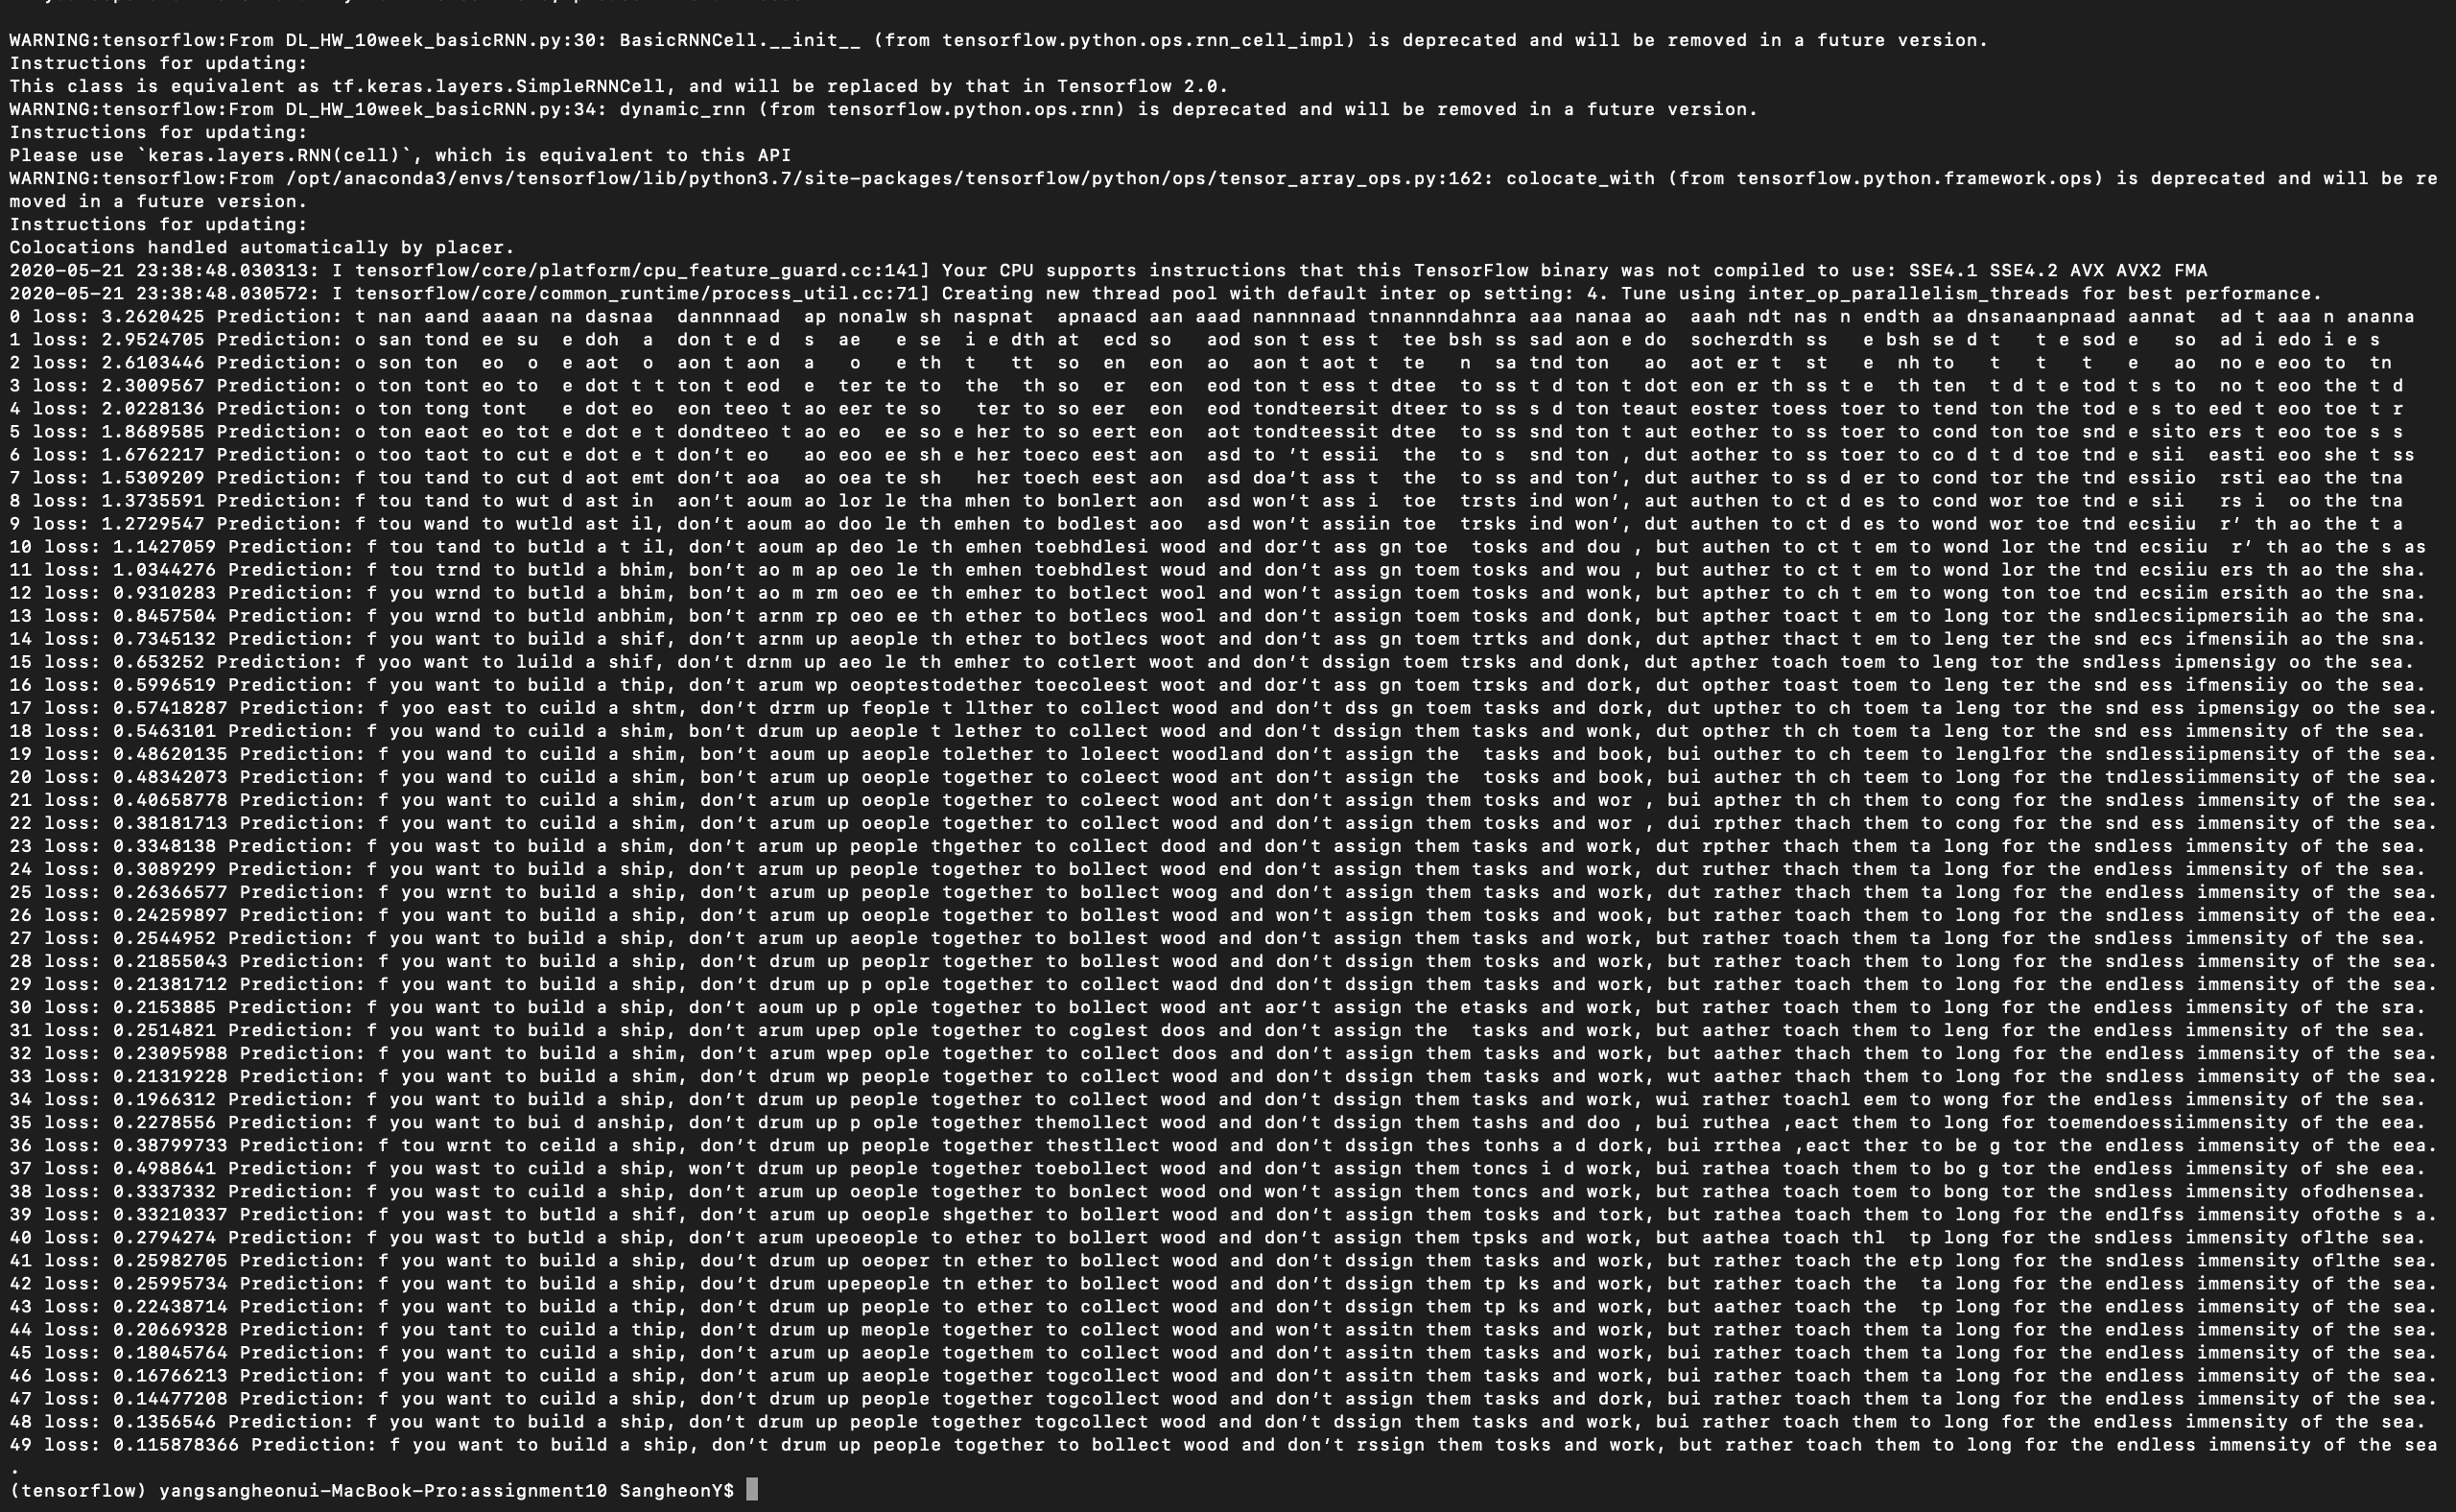 WARNING:tensorflow:From DL_HW_10week_basicRNN.py:30: BasicRNNCell.__init__ (from tensorflow.python.ops.rnn_cell_impl) is deprecated and will be removed in a future version.
Instructions for updating:
This class is equivalent as tf.keras.layers.SimpleRNNCell, and will be replaced by that in Tensorflow 2.0.
WARNING:tensorflow:From DL_HW_10week_basicRNN.py:34: dynamic_rnn (from tensorflow.python.ops.rnn) is deprecated and will be removed in a future version.
Instructions for updating:
Please use `keras.layers.RNN(cell)`, which is equivalent to this API
WARNING:tensorflow:From /opt/anaconda3/envs/tensorflow/lib/python3.7/site-packages/tensorflow/python/ops/tensor_array_ops.py:162: colocate_with (from tensorflow.python.framework.ops) is deprecated and will be re
moved in a future version.
Instructions for updating:
Colocations handled automatically by placer.
2020-05-21 23:38:48.030313: I tensorflow/core/platform/cpu_feature_guard.cc:141] Your CPU supports instructions that this TensorFlow binary was not compiled to use: SSE4.1 SSE4.2 AVX AVX2 FMA
2020-05-21 23:38:48.030572: I tensorflow/core/common_runtime/process_util.cc:71] Creating new thread pool with default inter op setting: 4. Tune using inter_op_parallelism_threads for best performance.
0 loss: 3.2620425 Prediction: t nan aand aaaan na dasnaa  dannnnaad  ap nonalw sh naspnat  apnaacd aan aaad nannnnaad tnnanndahnra aaa nanaa ao  aaah ndt nas n endth aa dnsanaanpnaad aannat  ad t aaa n ananna
1 loss: 2.9524705 Prediction: o san tond ee su  e doh  a  don t e d  s  ae   e se  i e dth at  ecd so   aod son t ess t  tee bsh ss sad aon e do  socherdth ss   e bsh se d t   t e sod e   so  ad i edo i e s
2 loss: 2.6103446 Prediction: o son ton  eo  o  e aot  o  aon t aon  a   o   e th  t   tt  so  en  eon  ao  aon t aot t  te   n  sa tnd ton   ao  aot er t  st   e  nh to   t   t   t   e   ao  no e eoo to  tn
3 loss: 2.3009567 Prediction: o ton tont eo to  e dot t t ton t eod  e  ter te to  the  th so  er  eon  eod ton t ess t dtee  to ss t d ton t dot eon er th ss t e  th ten  t d t e tod t s to  no t eoo the t d
4 loss: 2.0228136 Prediction: o ton tong tont   e dot eo  eon teeo t ao eer te so   ter to so eer  eon  eod tondteersit dteer to ss s d ton teaut eoster toess toer to tend ton the tod e s to eed t eoo toe t r
5 loss: 1.8689585 Prediction: o ton eaot eo tot e dot e t dondteeo t ao eo  ee so e her to so eert eon  aot tondteessit dtee  to ss snd ton t aut eother to ss toer to cond ton toe snd e sito ers t eoo toe s s
6 loss: 1.6762217 Prediction: o too taot to cut e dot e t don’t eo   ao eoo ee sh e her toeco eest aon  asd to ’t essii  the  to s  snd ton , dut aother to ss toer to co d t d toe tnd e sii  easti eoo she t ss
7 loss: 1.5309209 Prediction: f tou tand to cut d aot emt don’t aoa  ao oea te sh   her toech eest aon  asd doa’t ass t  the  to ss and ton’, dut aother to ss d er to cond tor the tnd essiio  rsti eao the tna
8 loss: 1.3735591 Prediction: f tou tand to wut d ast in  aon’t aoum ao lor le tha mhen to bonlert aon  asd won’t ass i  toe  trsts ind won’, aut authen to ct d es to cond wor toe tnd e sii   rs i  oo the tna
9 loss: 1.2729547 Prediction: f tou wand to wutld ast il, don’t aoum ao doo le th emhen to bodlest aoo  asd won’t assiin toe  trsks ind won’, dut authen to ct d es to wond wor toe tnd ecsiiu  r’ th ao the t a
10 loss: 1.1427059 Prediction: f tou tand to butld a t il, don’t aoum ap deo le th emhen toebhdlesi wood and dor’t ass gn toe  tosks and dou , but authen to ct t em to wond lor the tnd ecsiiu  r’ th ao the s as
11 loss: 1.0344276 Prediction: f tou trnd to butld a bhim, bon’t ao m ap oeo le th emhen toebhdlest woud and don’t ass gn toem tosks and wou , but auther to ct t em to wond lor the tnd ecsiiu ers th ao the sha.
12 loss: 0.9310283 Prediction: f you wrnd to butld a bhim, bon’t ao m rm oeo ee th emher to botlect wool and won’t assign toem tosks and wonk, but apther to ch t em to wong ton toe tnd ecsiim ersith ao the sna.
13 loss: 0.8457504 Prediction: f you wrnd to butld anbhim, bon’t arnm rp oeo ee th ether to botlecs wool and don’t assign toem tosks and donk, but apther toact t em to long tor the sndlecsiipmersiih ao the sna.
14 loss: 0.7345132 Prediction: f you want to build a shif, don’t arnm up aeople th ether to botlecs woot and don’t ass gn toem trtks and donk, dut apther thact t em to leng ter the snd ecs ifmensiih ao the sna.
15 loss: 0.653252 Prediction: f yoo want to luild a shif, don’t drnm up aeo le th emher to cotlert woot and don’t dssign toem trsks and donk, dut apther toach toem to leng tor the sndless ipmensigy oo the sea.
16 loss: 0.5996519 Prediction: f you want to build a thip, don’t arum wp oeoptestodether toecoleest woot and dor’t ass gn toem trsks and dork, dut opther toast toem to leng ter the snd ess ifmensiiy oo the sea.
17 loss: 0.57418287 Prediction: f yoo east to cuild a shtm, don’t drrm up feople t llther to collect wood and don’t dss gn toem tasks and dork, dut upther to ch toem ta leng tor the snd ess ipmensigy oo the sea.
18 loss: 0.5463101 Prediction: f you wand to cuild a shim, bon’t drum up aeople t lether to collect wood and don’t dssign them tasks and wonk, dut opther th ch toem ta leng tor the snd ess immensity of the sea.
19 loss: 0.48620135 Prediction: f you wand to cuild a shim, bon’t aoum up aeople tolether to loleect woodland don’t assign the  tasks and book, bui outher to ch teem to lenglfor the sndlessiipmensity of the sea.
20 loss: 0.48342073 Prediction: f you wand to cuild a shim, bon’t arum up oeople together to coleect wood ant don’t assign the  tosks and book, bui auther th ch teem to long for the tndlessiimmensity of the sea.
21 loss: 0.40658778 Prediction: f you want to cuild a shim, don’t arum up oeople together to coleect wood ant don’t assign them tosks and wor , bui apther th ch them to cong for the sndless immensity of the sea.
22 loss: 0.38181713 Prediction: f you want to cuild a shim, don’t arum up oeople together to collect wood and don’t assign them tosks and wor , dui rpther thach them to cong for the snd ess immensity of the sea.
23 loss: 0.3348138 Prediction: f you wast to build a shim, don’t arum up people thgether to collect dood and don’t assign them tasks and work, dut rpther thach them ta long for the sndless immensity of the sea.
24 loss: 0.3089299 Prediction: f you want to build a ship, don’t arum up people together to bollect wood end don’t assign them tasks and work, dut ruther thach them ta long for the endless immensity of the sea.
25 loss: 0.26366577 Prediction: f you wrnt to build a ship, don’t arum up people together to bollect woog and don’t assign them tasks and work, dut rather thach them ta long for the endless immensity of the sea.
26 loss: 0.24259897 Prediction: f you want to build a ship, don’t arum up oeople together to bollest wood and won’t assign them tosks and wook, but rather toach them to long for the sndless immensity of the eea.
27 loss: 0.2544952 Prediction: f you want to build a ship, don’t arum up aeople together to bollest wood and don’t assign them tasks and work, but rather toach them ta long for the sndless immensity of the sea.
28 loss: 0.21855043 Prediction: f you want to build a ship, don’t drum up peoplr together to bollest wood and don’t dssign them tosks and work, but rather toach them to long for the sndless immensity of the sea.
29 loss: 0.21381712 Prediction: f you want to build a ship, don’t drum up p ople together to collect waod dnd don’t dssign them tasks and work, but rather toach them to long for the endless immensity of the sea.
30 loss: 0.2153885 Prediction: f you want to build a ship, don’t aoum up p ople together to bollect wood ant aor’t assign the etasks and work, but rather toach them to long for the endless immensity of the sra.
31 loss: 0.2514821 Prediction: f you want to build a ship, don’t arum upep ople together to coglest doos and don’t assign the  tasks and work, but aather toach them to leng for the endless immensity of the sea.
32 loss: 0.23095988 Prediction: f you want to build a shim, don’t arum wpep ople together to collect doos and don’t assign them tasks and work, but aather thach them to long for the endless immensity of the sea.
33 loss: 0.21319228 Prediction: f you want to build a shim, don’t drum wp people together to collect wood and don’t dssign them tasks and work, wut aather thach them to long for the sndless immensity of the sea.
34 loss: 0.1966312 Prediction: f you want to build a ship, don’t drum up people together to collect wood and don’t dssign them tasks and work, wui rather toachl eem to wong for the endless immensity of the sea.
35 loss: 0.2278556 Prediction: f you want to bui d anship, don’t drum up p ople together themollect wood and don’t dssign them tashs and doo , bui ruthea ,eact them to long for toemendoessiimmensity of the eea.
36 loss: 0.38799733 Prediction: f tou wrnt to ceild a ship, don’t drum up people together thestllect wood and don’t dssign thes tonhs a d dork, bui rrthea ,eact ther to be g tor the endless immensity of the eea.
37 loss: 0.4988641 Prediction: f you wast to cuild a ship, won’t drum up people together toebollect wood and don’t assign them toncs i d work, bui rathea toach them to bo g tor the endless immensity of she eea.
38 loss: 0.3337332 Prediction: f you wast to cuild a ship, don’t arum up oeople together to bonlect wood ond won’t assign them toncs and work, but rathea toach toem to bong tor the sndless immensity ofodhensea.
39 loss: 0.33210337 Prediction: f you wast to butld a shif, don’t arum up oeople shgether to bollert wood and don’t assign them tosks and tork, but rathea toach them to long for the endlfss immensity ofothe s a.
40 loss: 0.2794274 Prediction: f you wast to butld a ship, don’t arum upeoeople to ether to bollert wood and don’t assign them tpsks and work, but aathea toach thl  tp long for the sndless immensity oflthe sea.
41 loss: 0.25982705 Prediction: f you want to build a ship, dou’t drum up oeoper tn ether to bollect wood and don’t dssign them tasks and work, but rather toach the etp long for the sndless immensity oflthe sea.
42 loss: 0.25995734 Prediction: f you want to build a ship, dou’t drum upepeople tn ether to bollect wood and don’t dssign them tp ks and work, but rather toach the  ta long for the endless immensity of the sea.
43 loss: 0.22438714 Prediction: f you want to build a thip, don’t drum up people to ether to collect wood and don’t dssign them tp ks and work, but aather toach the  tp long for the endless immensity of the sea.
44 loss: 0.20669328 Prediction: f you tant to cuild a thip, don’t drum up meople together to collect wood and won’t assitn them tasks and work, but rather toach them ta long for the endless immensity of the sea.
45 loss: 0.18045764 Prediction: f you want to cuild a ship, don’t arum up aeople togethem to collect wood and don’t assitn them tasks and work, bui rather toach them ta long for the endless immensity of the sea.
46 loss: 0.16766213 Prediction: f you want to cuild a ship, don’t arum up aeople together togcollect wood and don’t assitn them tasks and work, bui rather toach them ta long for the endless immensity of the sea.
47 loss: 0.14477208 Prediction: f you want to cuild a ship, don’t drum up people together togcollect wood and don’t assign them tasks and dork, bui rather toach them ta long for the endless immensity of the sea.
48 loss: 0.1356546 Prediction: f you want to build a ship, don’t drum up people together togcollect wood and don’t dssign them tasks and work, bui rather toach them to long for the endless immensity of the sea.
49 loss: 0.115878366 Prediction: f you want to build a ship, don’t drum up people together to bollect wood and don’t rssign them tosks and work, but rather toach them to long for the endless immensity of the sea
.
(tensorflow) yangsangheonui-MacBook-Pro:assignment10 SangheonY$